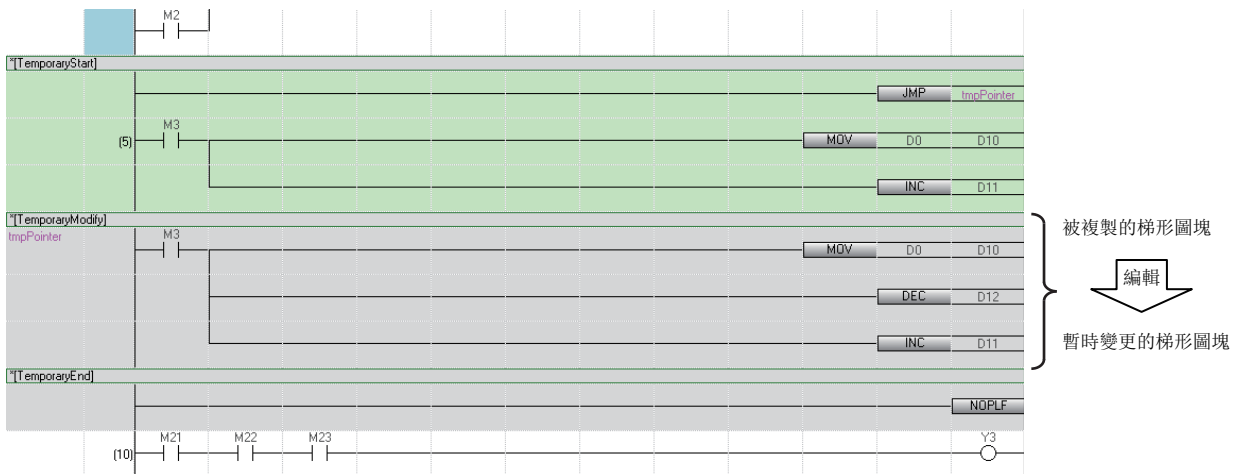 M2
*[TemporaryStart]
JMP tmpPointer
(5) M3 MOV D0 D10
INC D11
*[TemporaryModify]
tmpPointer M3 MOV D0 D10
DEC D12
INC D11
*[TemporaryEnd]
NOPLF
(10) M21 M22 M23 Y3
被複製的梯形圖塊
編輯
暫時變更的梯形圖塊